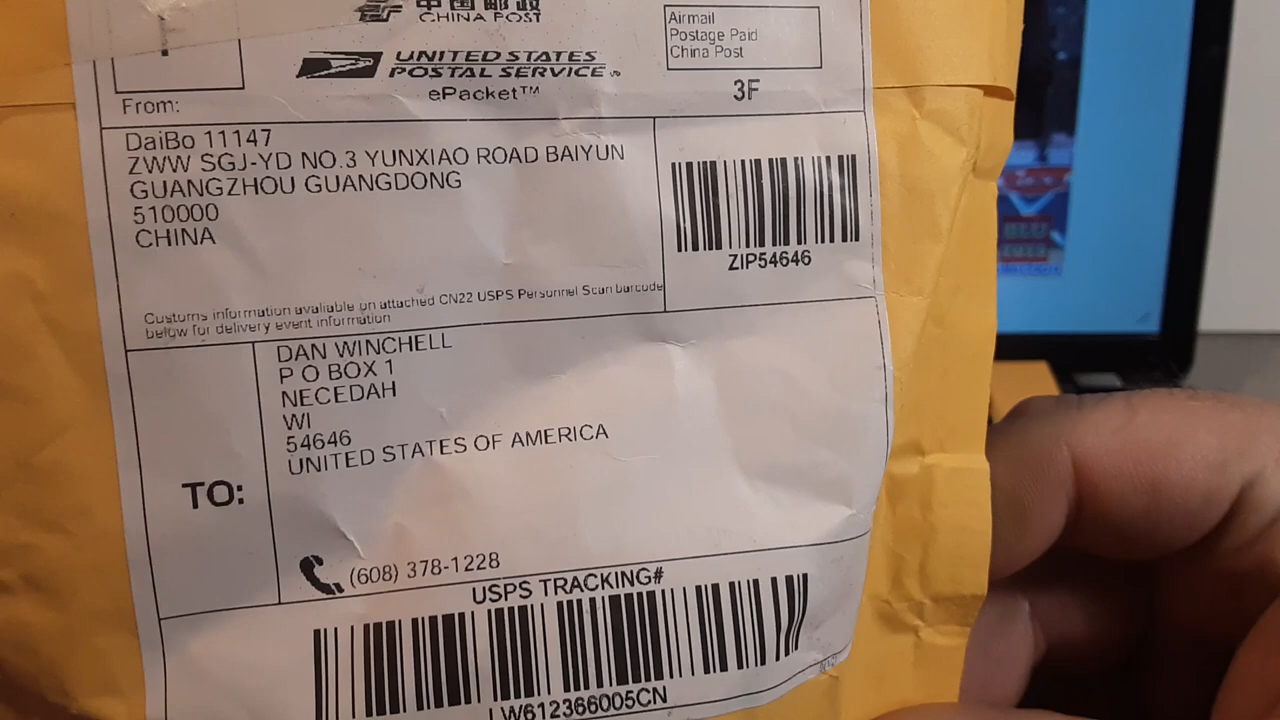 中国邮政
CHINA POST
UNITED STATES
POSTAL SERVICE®
ePacket™
Airmail
Postage Paid
China Post
3F
From:
DaiBo 11147
ZWW SGJ-YD NO.3 YUNXIAO ROAD BAIYUN
GUANGZHOU GUANGDONG
510000
CHINA
ZIP54646
Customs information avaliable on attached CN22 USPS Personnel Scan barcode
below for delivery event information
TO:
DAN WINCHELL
P O BOX 1
NECEDAH
WI
54646
UNITED STATES OF AMERICA
(608) 378-1228
USPS TRACKING#
LW612366005CN